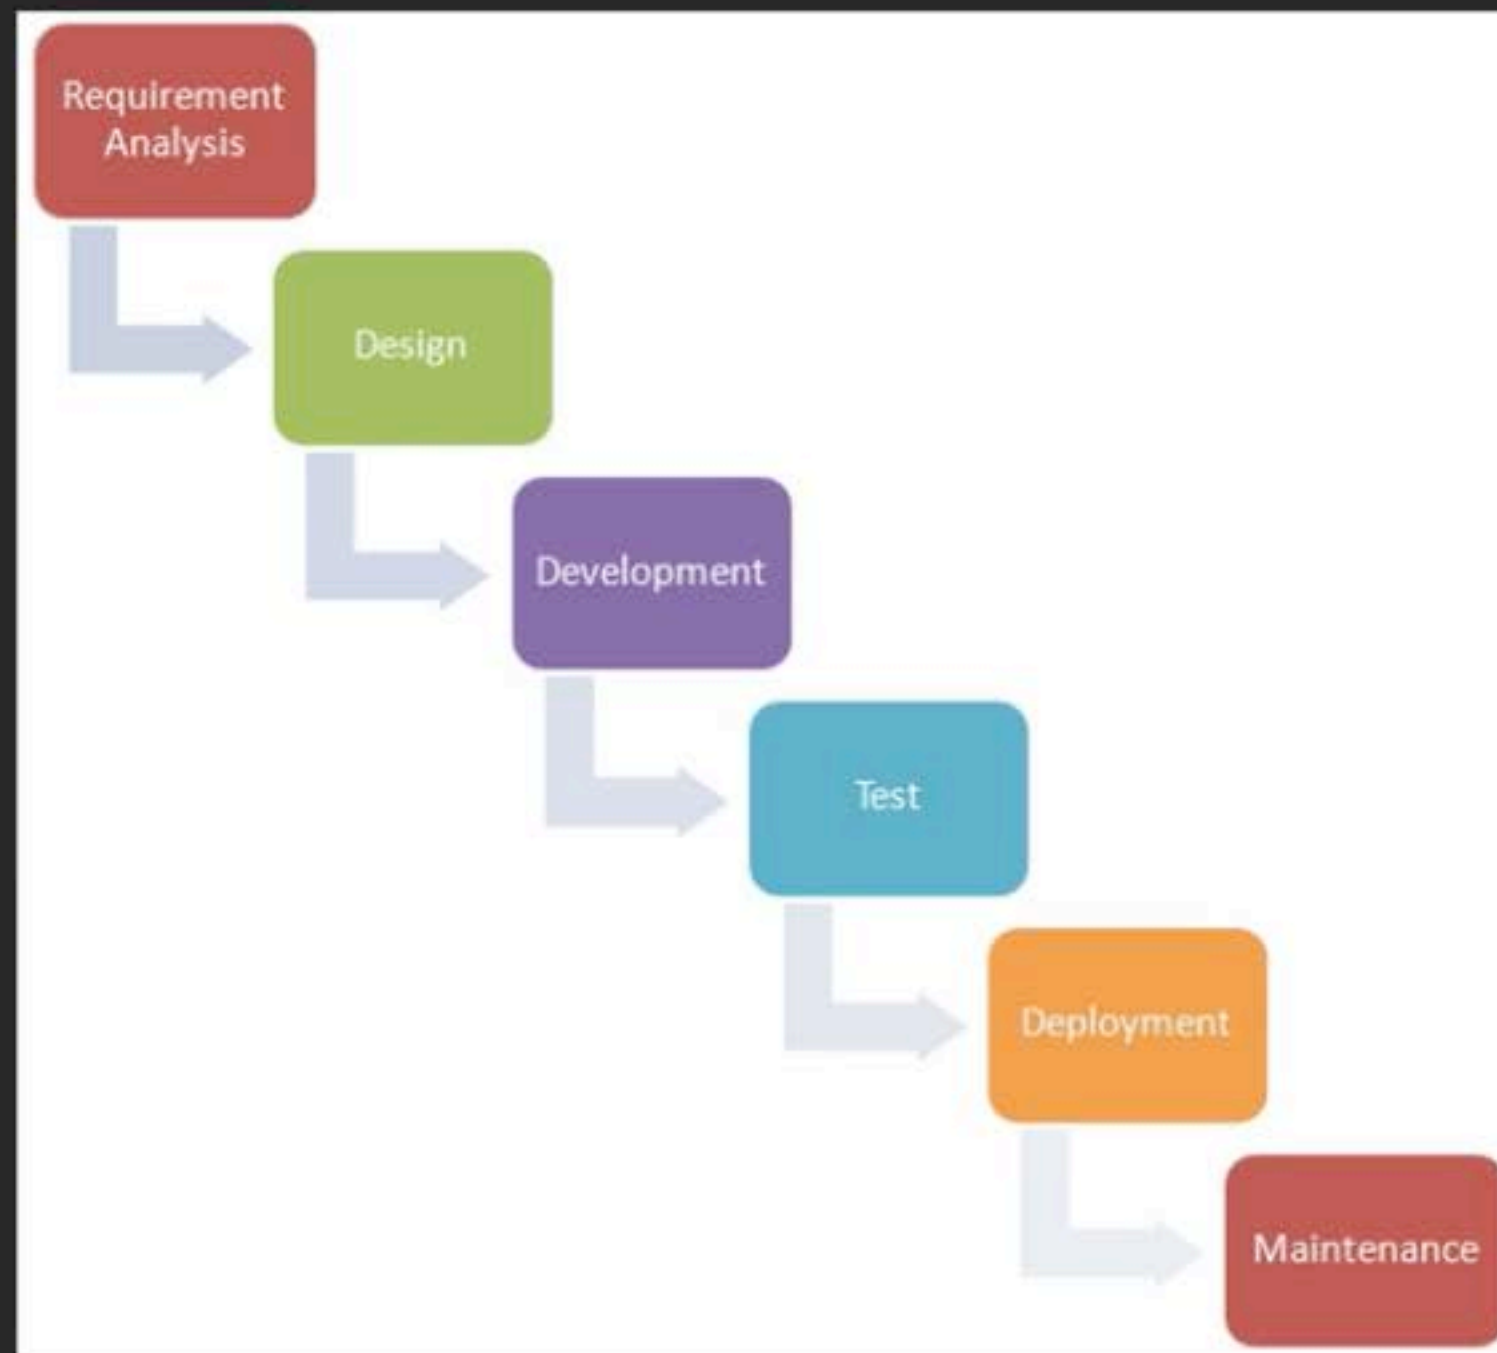 Requirement
Analysis
Design
Development
Test
Deployment
Maintenance